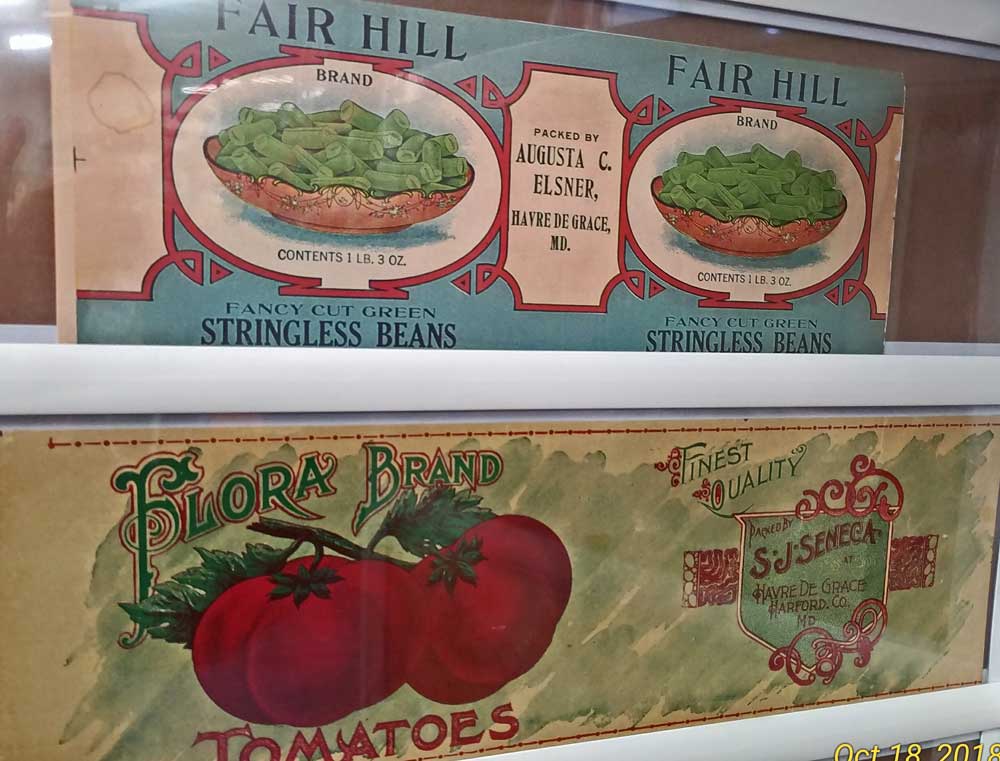 FAIR HILL
BRAND
CONTENTS 1 LB. 3 OZ.
FANCY CUT GREEN
STRINGLESS BEANS
PACKED BY
AUGUSTA C.
ELSNER,
HAVRE DE GRACE,
MD.
FAIR HILL
BRAND
CONTENTS 1 LB. 3 OZ.
FANCY CUT GREEN
STRINGLESS BEANS
FLORA BRAND
TOMATOES
FINEST
QUALITY
PACKED BY
S.J. SENECA
AT
HAVRE DE GRACE
HARFORD. CO.
MD
Oct 18, 2018